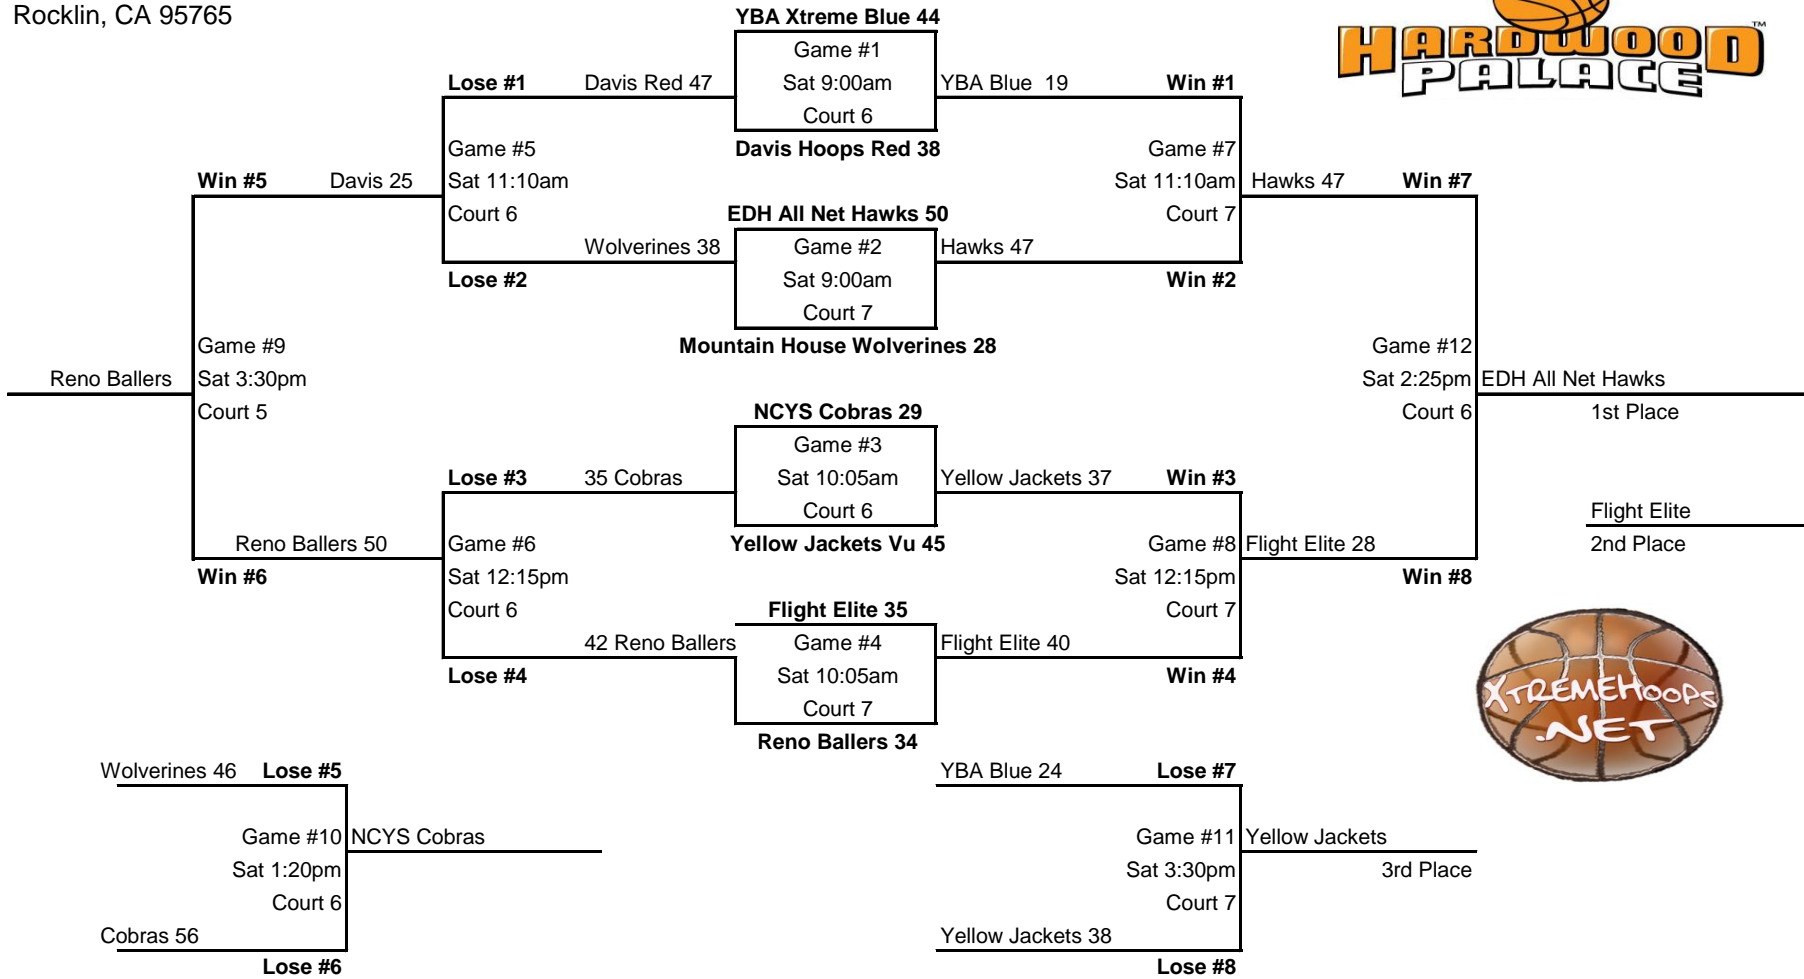 Rocklin, CA 95765
HARDWOOD
PALACE
TM
YBA Xtreme Blue 44
Game #1
Lose #1 Davis Red 47 Sat 9:00am YBA Blue 19 Win #1
Court 6
Game #5 Davis Hoops Red 38 Game #7
Win #5 Davis 25 Sat 11:10am Sat 11:10am Hawks 47 Win #7
Court 6 EDH All Net Hawks 50 Court 7
Wolverines 38 Game #2 Hawks 47
Lose #2 Sat 9:00am Win #2
Court 7
Game #9 Mountain House Wolverines 28 Game #12
Reno Ballers Sat 3:30pm Sat 2:25pm EDH All Net Hawks
Court 5 NCYS Cobras 29 Court 6 1st Place
Game #3
Lose #3 35 Cobras Sat 10:05am Yellow Jackets 37 Win #3
Court 6 Flight Elite
Reno Ballers 50 Game #6 Yellow Jackets Vu 45 Game #8 Flight Elite 28 2nd Place
Win #6 Sat 12:15pm Sat 12:15pm Win #8
Court 6 Flight Elite 35 Court 7
42 Reno Ballers Game #4 Flight Elite 40
Lose #4 Sat 10:05am Win #4
Court 7
Reno Ballers 34
XTREMEHOOPS
.NET
Wolverines 46 Lose #5 YBA Blue 24 Lose #7
Game #10 NCYS Cobras Game #11 Yellow Jackets
Sat 1:20pm Sat 3:30pm 3rd Place
Court 6 Court 7
Cobras 56 Yellow Jackets 38
Lose #6 Lose #8